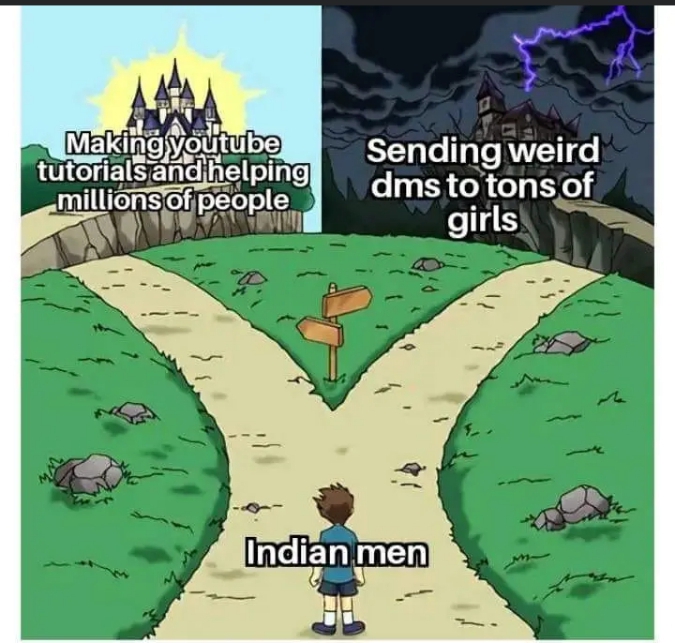 Making youtube
tutorials and helping
millions of people
Sending weird
dms to tons of
girls
Indian men